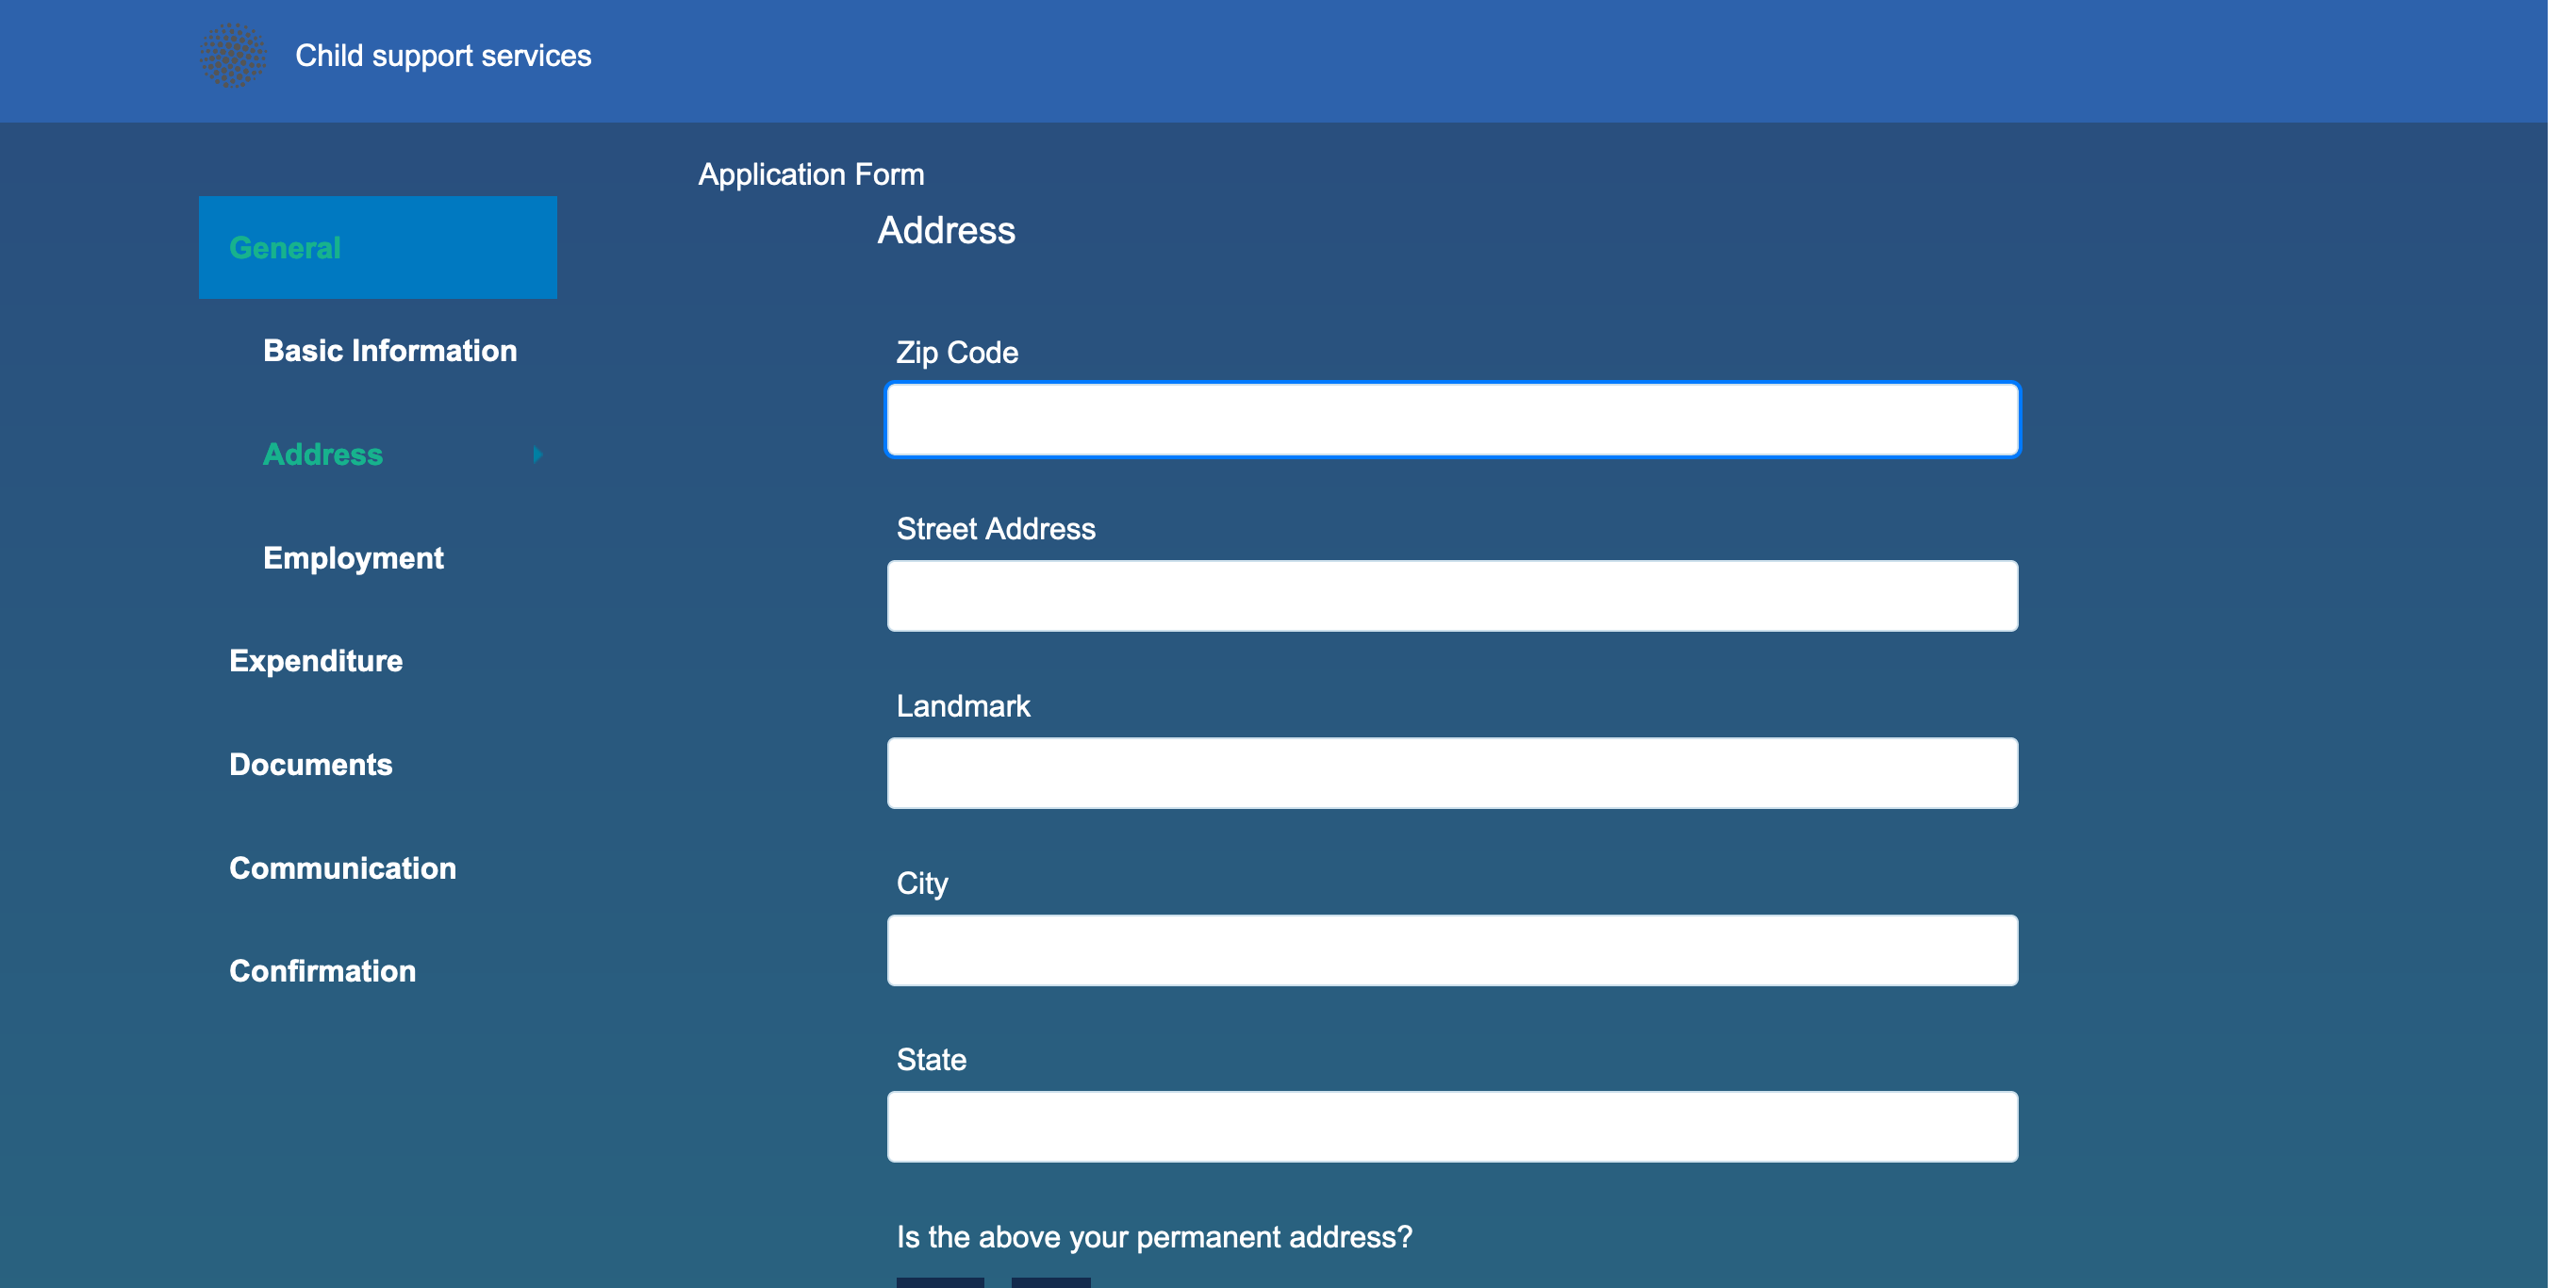 Child support services
General
Basic Information
Address
Employment
Expenditure
Documents
Communication
Confirmation
Application Form
Address
Zip Code
Street Address
Landmark
City
State
Is the above your permanent address?